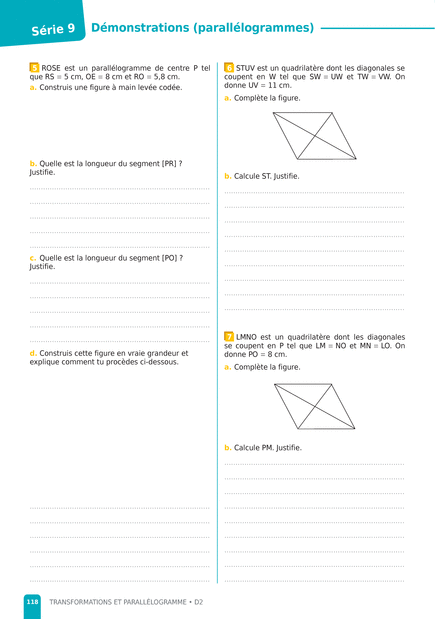 Série 9
Démonstrations (parallélogrammes)
5 ROSE est un parallélogramme de centre P tel
que RS = 5 cm, OE = 8 cm et RO = 5,8 cm.
a. Construis une figure à main levée codée.
b. Quelle est la longueur du segment [PR] ?
Justifie.
c. Quelle est la longueur du segment [PO] ?
Justifie.
d. Construis cette figure en vraie grandeur et
explique comment tu procèdes ci-dessous.
6 STUV est un quadrilatère dont les diagonales se
coupent en W tel que SW = UW et TW = VW. On
donne UV = 11 cm.
a. Complète la figure.
b. Calcule ST. Justifie.
7 LMNO est un quadrilatère dont les diagonales
se coupent en P tel que LM = NO et MN = LO. On
donne PO = 8 cm.
a. Complète la figure.
b. Calcule PM. Justifie.
118 TRANSFORMATIONS ET PARALLÉLOGRAMME • D2